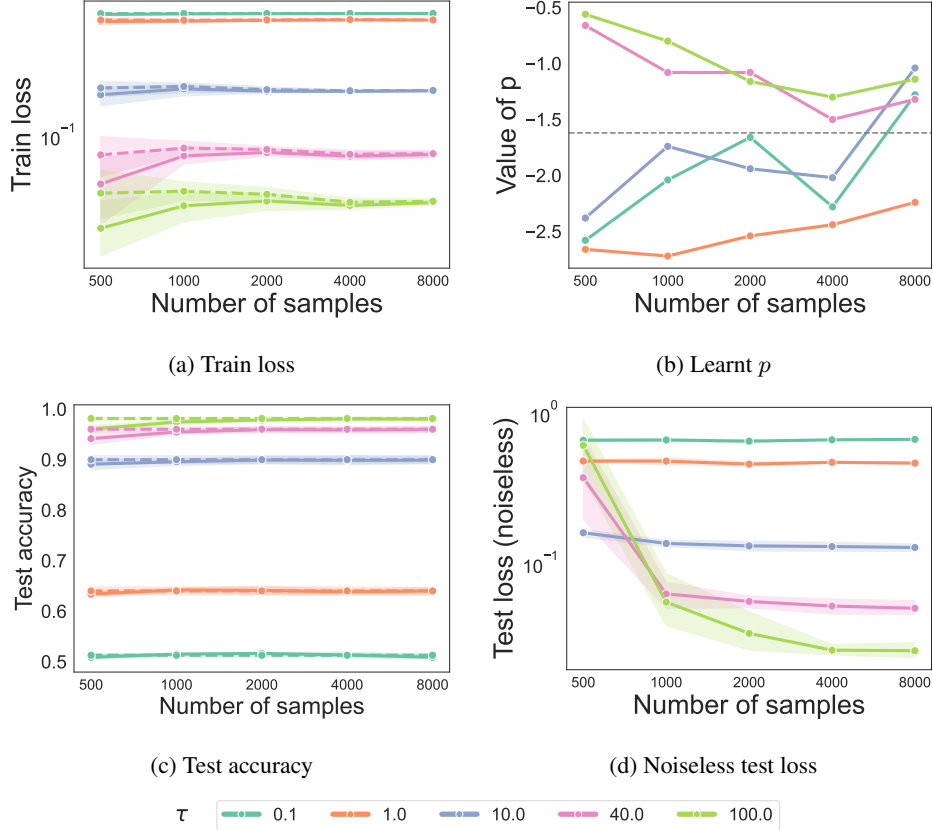 Train loss
10⁻¹
500 1000 2000 4000 8000
Number of samples
(a) Train loss
Value of p
−0.5
−1.0
−1.5
−2.0
−2.5
500 1000 2000 4000 8000
Number of samples
(b) Learnt p
Test accuracy
1.0
0.9
0.8
0.7
0.6
0.5
500 1000 2000 4000 8000
Number of samples
(c) Test accuracy
Test loss (noiseless)
10⁰
10⁻¹
500 1000 2000 4000 8000
Number of samples
(d) Noiseless test loss
τ 0.1 1.0 10.0 40.0 100.0